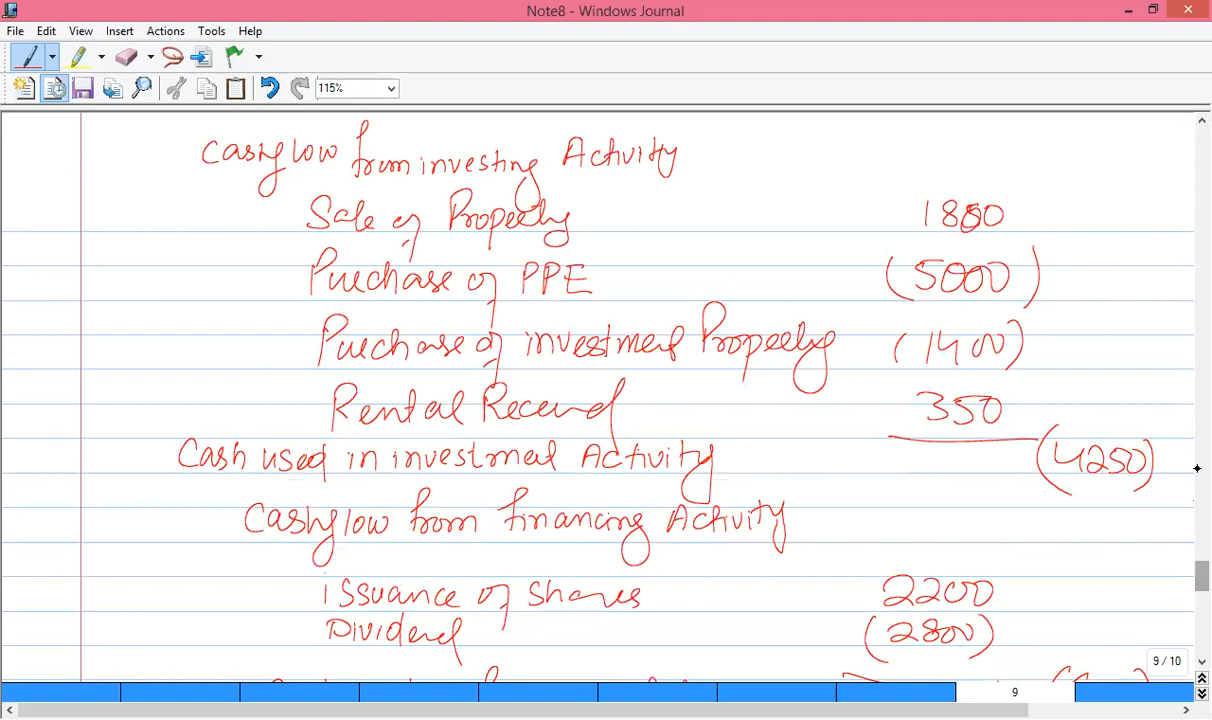 Note8 - Windows Journal
File Edit View Insert Actions Tools Help
115%
Cashflow from investing Activity
Sale of Property 1850
Purchase of PPE (5000)
Purchase of investment Property (1400)
Rental Received 350
Cash used in investment Activity (4250)
Cashflow from financing Activity
issuance of shares 2200
Dividend (2800)
9 / 10
9